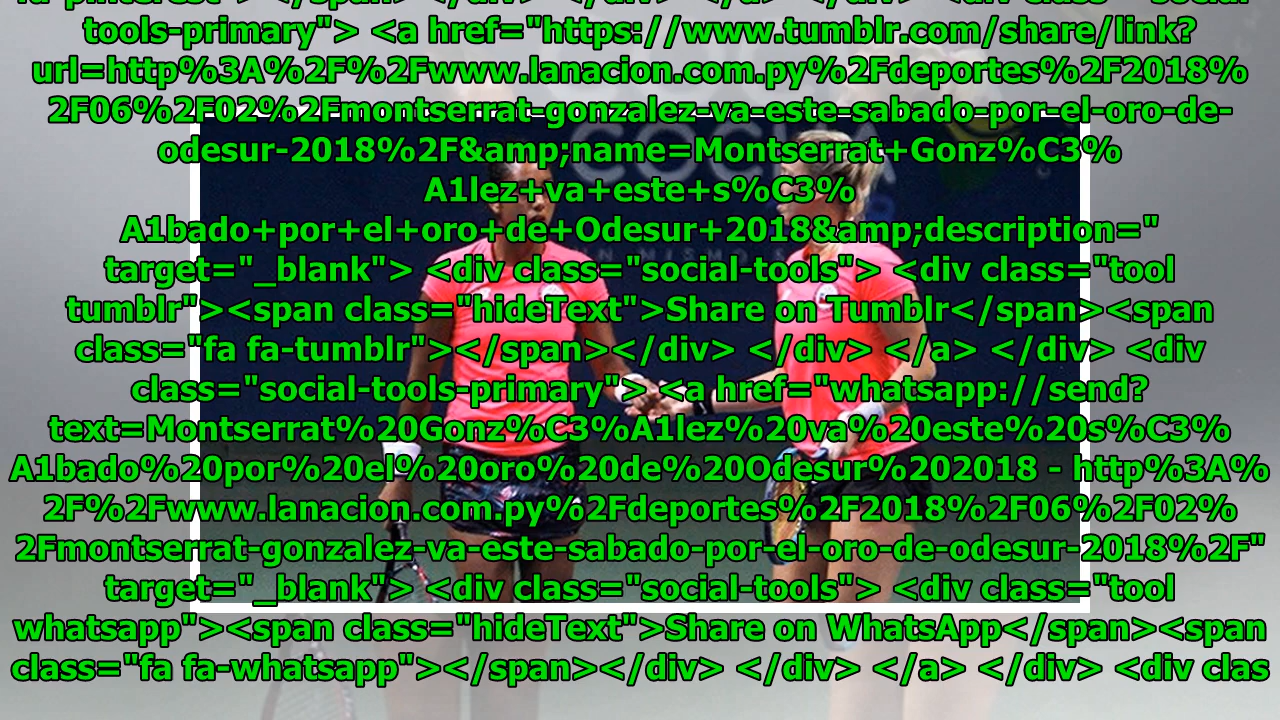 tools-primary"> <a href="https://www.tumblr.com/share/link?
url=http%3A%2F%2Fwww.lanacion.com.py%2Fdeportes%2F2018%
2F06%2F02%2Fmontserrat-gonzalez-va-este-sabado-por-el-oro-de-
odesur-2018%2F&amp;name=Montserrat+Gonz%C3%
A1lez+va+este+s%C3%
A1bado+por+el+oro+de+Odesur+2018&amp;description="
target="_blank"> <div class="social-tools"> <div class="tool
tumblr"><span class="hideText">Share on Tumblr</span><span
class="fa fa-tumblr"></span></div> </div> </a> </div> <div
class="social-tools-primary"> <a href="whatsapp://send?
text=Montserrat%20Gonz%C3%A1lez%20va%20este%20s%C3%
A1bado%20por%20el%20oro%20de%20Odesur%202018 - http%3A%
2F%2Fwww.lanacion.com.py%2Fdeportes%2F2018%2F06%2F02%
2Fmontserrat-gonzalez-va-este-sabado-por-el-oro-de-odesur-2018%2F"
target="_blank"> <div class="social-tools"> <div class="tool
whatsapp"><span class="hideText">Share on WhatsApp</span><span
class="fa fa-whatsapp"></span></div> </div> </a> </div> <div clas